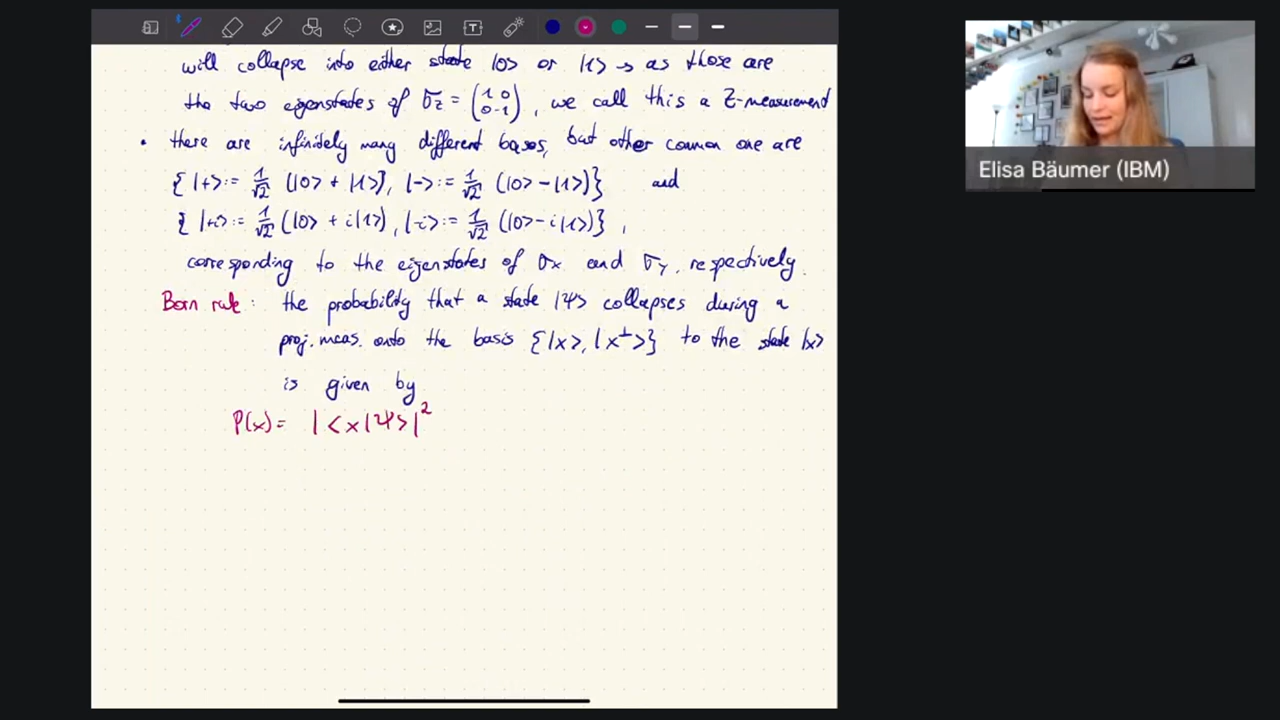 will collapse into either state |0> or |1> → as those are
the two eigenstates of σz = (1 0 0 -1), we call this a Z-measurement
• there are infinitely many different bases, but other common one are
{ |+> := 1/√2 (|0> + |1>), |-> := 1/√2 (|0> - |1>)} and
{ |+i> := 1/√2 (|0> + i|1>), |-i> := 1/√2 (|0> - i|1>)},
corresponding to the eigenstates of σx and σy, respectively.
Born rule: the probability that a state |Ψ> collapses during a
proj. meas. onto the basis {|x>, |x⊥>} to the state |x>
is given by
P(x) = |<x|Ψ>|²
T
Elisa Bäumer (IBM)